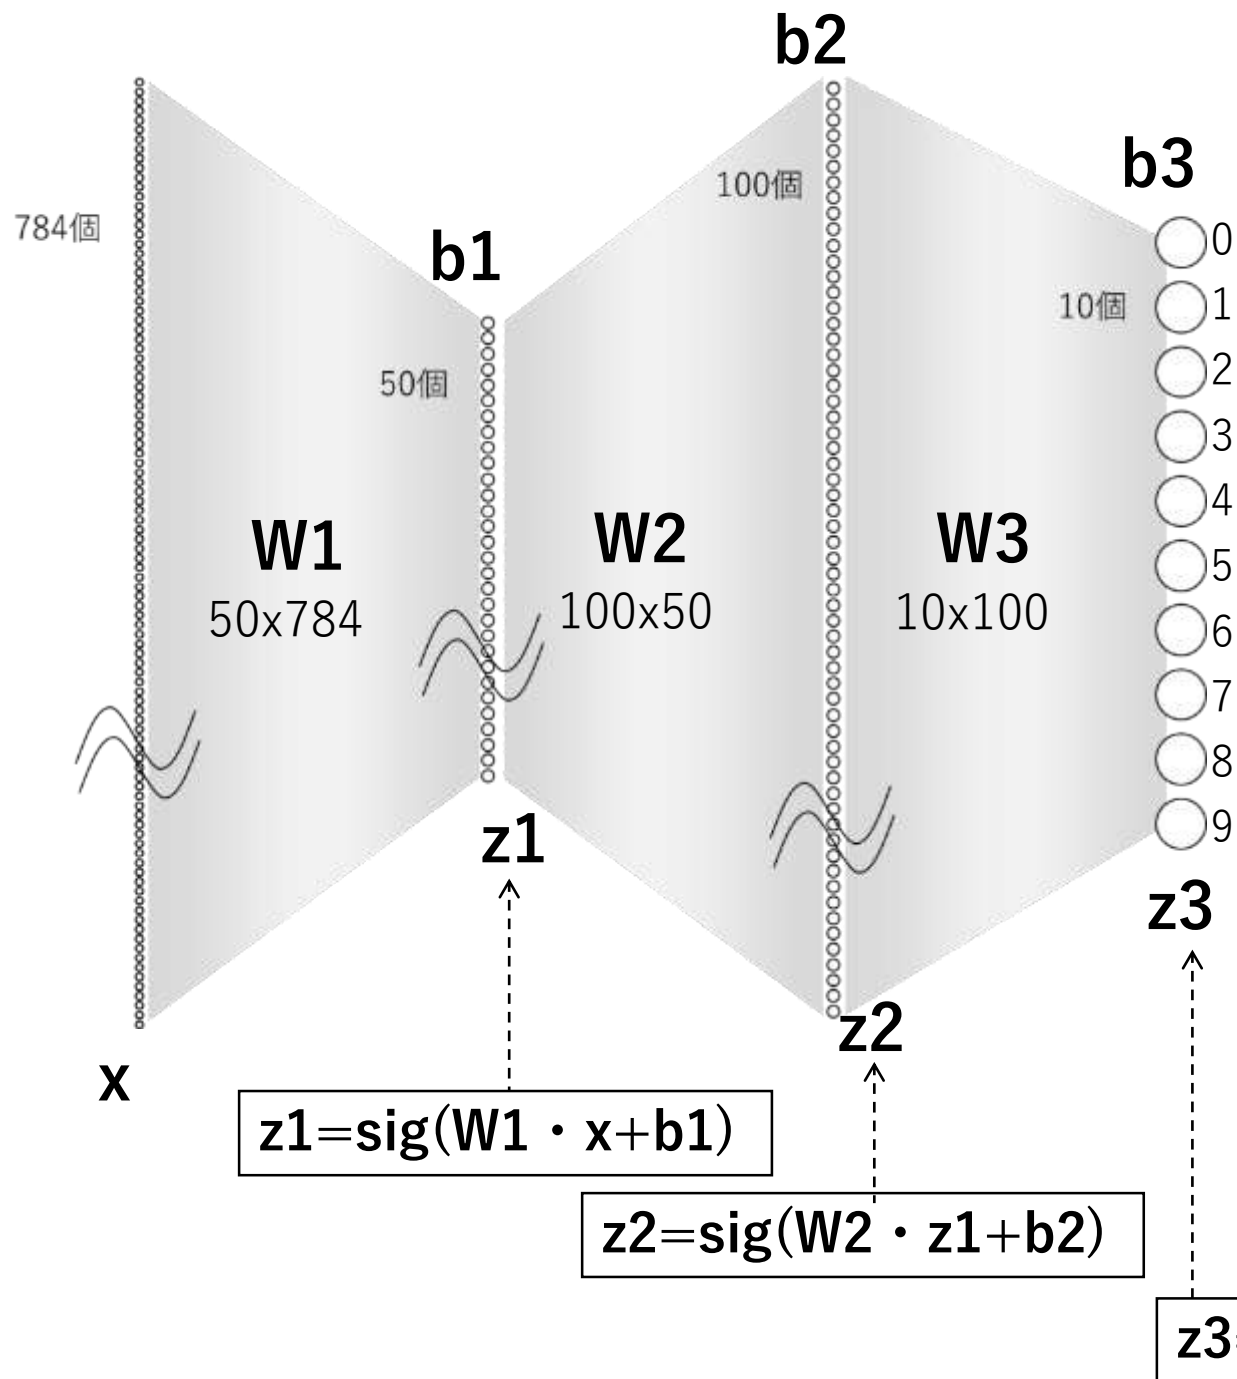 b2
b3
100個
784個
b1
0
1
10個
2
50個
3
4
W1
W2
W3
5
50x784
100x50
10x100
6
7
8
9
z1
z3
z2
x
z1=sig(W1・x+b1)
z2=sig(W2・z1+b2)
z3